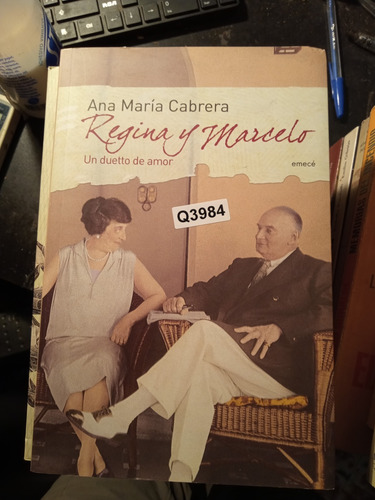 Ana María Cabrera
Regina y Marcelo
Un duetto de amor
emecé
Q3984